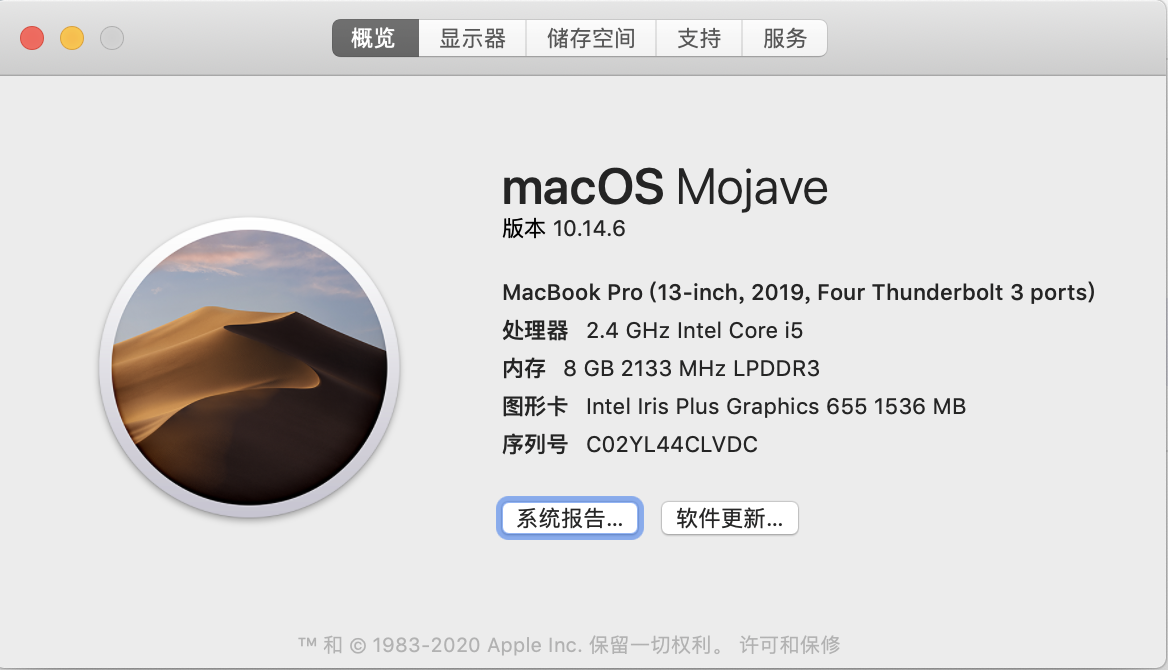 概览 显示器 储存空间 支持 服务
macOS Mojave
版本 10.14.6
MacBook Pro (13-inch, 2019, Four Thunderbolt 3 ports)
处理器 2.4 GHz Intel Core i5
内存 8 GB 2133 MHz LPDDR3
图形卡 Intel Iris Plus Graphics 655 1536 MB
序列号 C02YL44CLVDC
系统报告... 软件更新...
™ 和 © 1983-2020 Apple Inc. 保留一切权利。 许可和保修